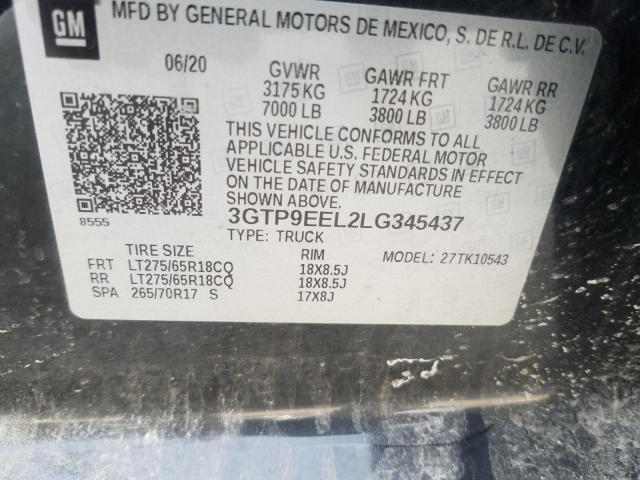 GM
MFD BY GENERAL MOTORS DE MEXICO, S. DE R.L. DE C.V.
06/20 GVWR GAWR FRT GAWR RR
3175 KG 1724 KG 1724 KG
7000 LB 3800 LB 3800 LB
THIS VEHICLE CONFORMS TO ALL
APPLICABLE U.S. FEDERAL MOTOR
VEHICLE SAFETY STANDARDS IN EFFECT
ON THE DATE OF MANUFACTURE
SHOWN ABOVE.
8555 3GTP9EEL2LG345437
TYPE: TRUCK MODEL: 27TK10543
TIRE SIZE RIM
FRT LT275/65R18CQ 18X8.5J
RR LT275/65R18CQ 18X8.5J
SPA 265/70R17 S 17X8J